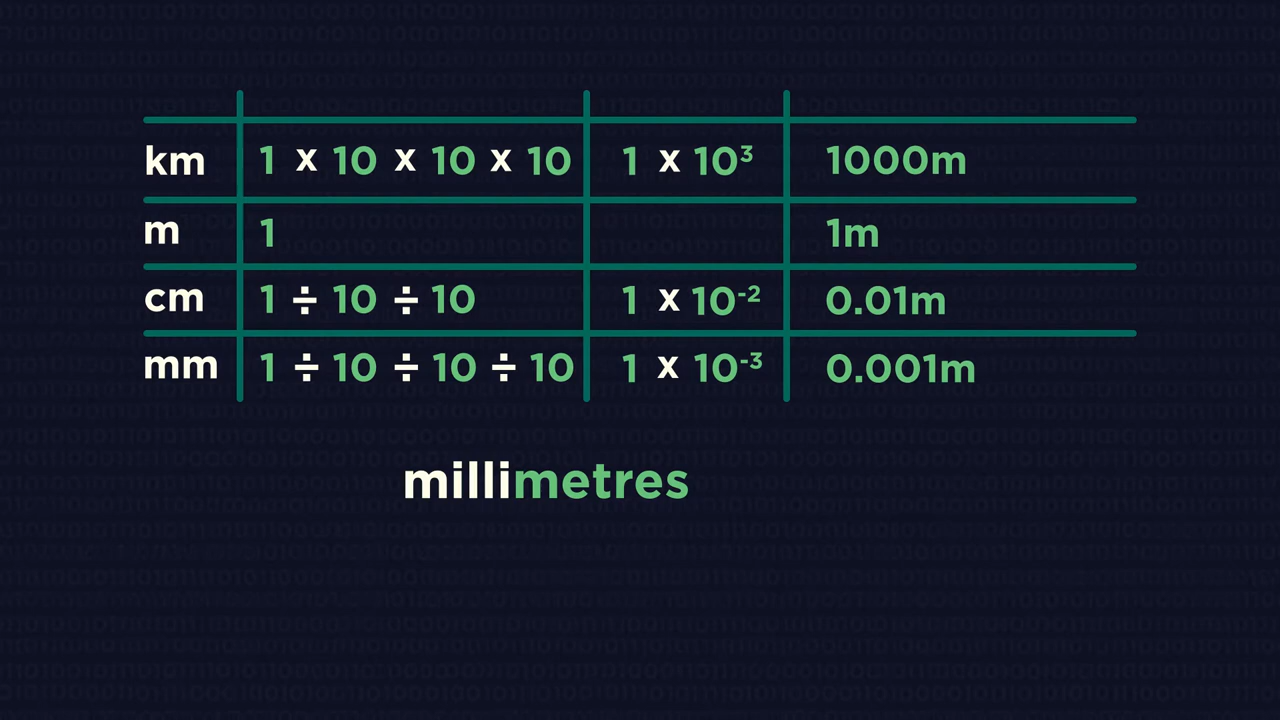 km 1 x 10 x 10 x 10 1 x 10³ 1000m
m 1 1m
cm 1 ÷ 10 ÷ 10 1 x 10⁻² 0.01m
mm 1 ÷ 10 ÷ 10 ÷ 10 1 x 10⁻³ 0.001m
millimetres